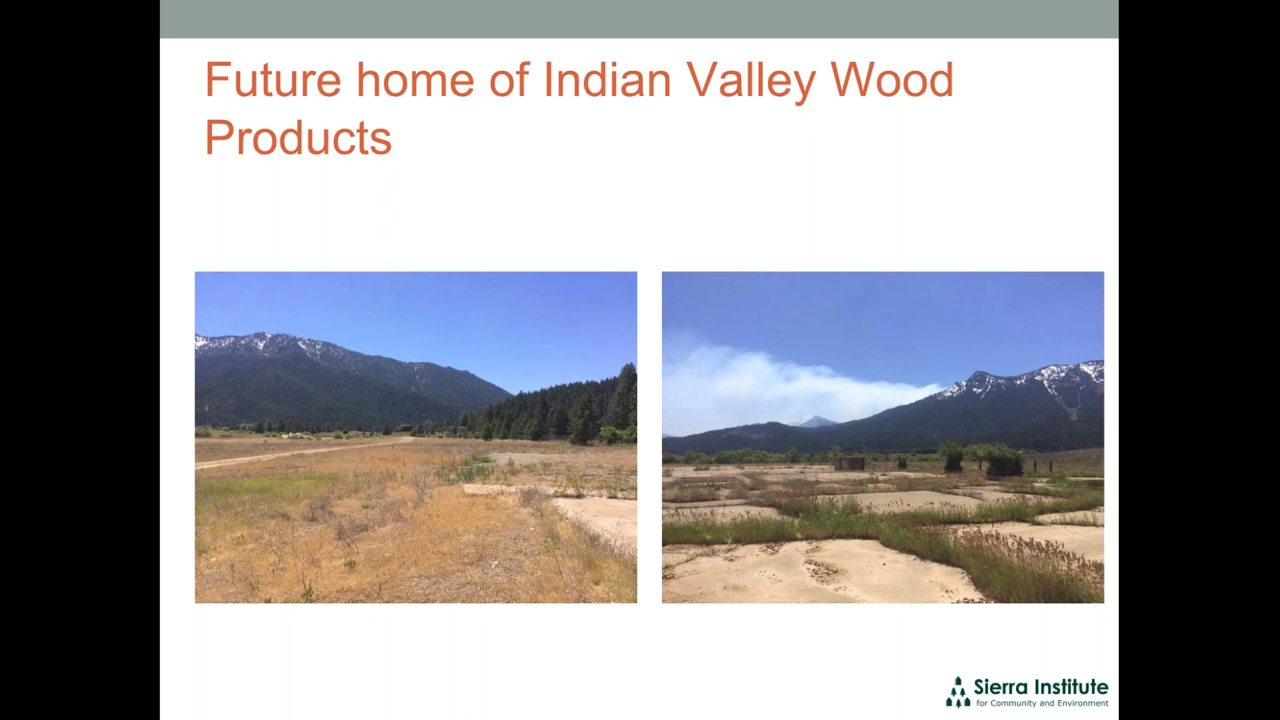 Future home of Indian Valley Wood
Products
Sierra Institute
for Community and Environment